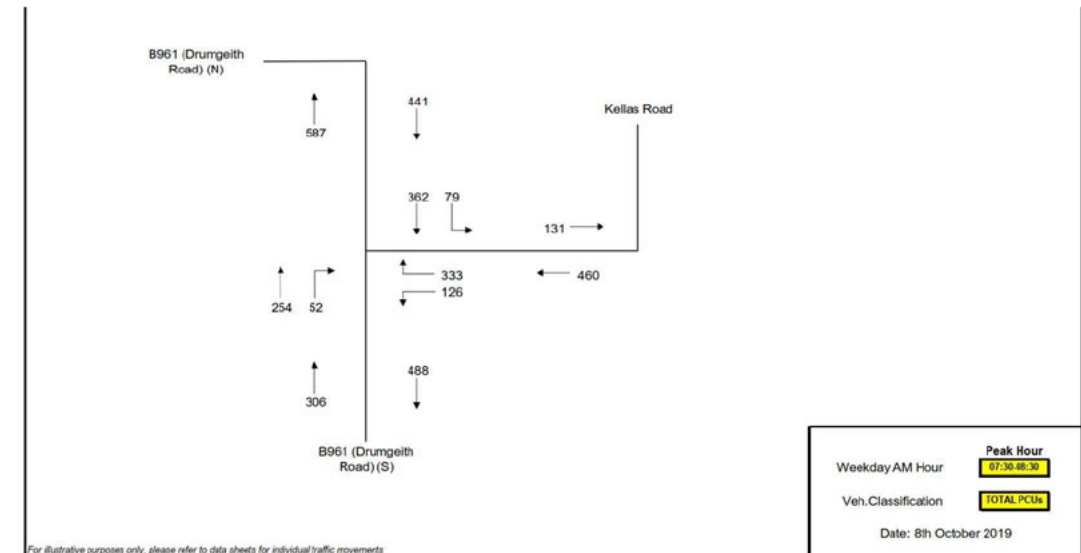 B961 (Drumgeith
Road) (N)
441
587
Kellas Road
362 79
131
333
460
126
254 52
488
306
B961 (Drumgeith
Road) (S)
Peak Hour
Weekday AM Hour 07:30-08:30
Veh.Classification TOTAL PCUs
Date: 8th October 2019
For illustrative purposes only, please refer to data sheets for individual traffic movements